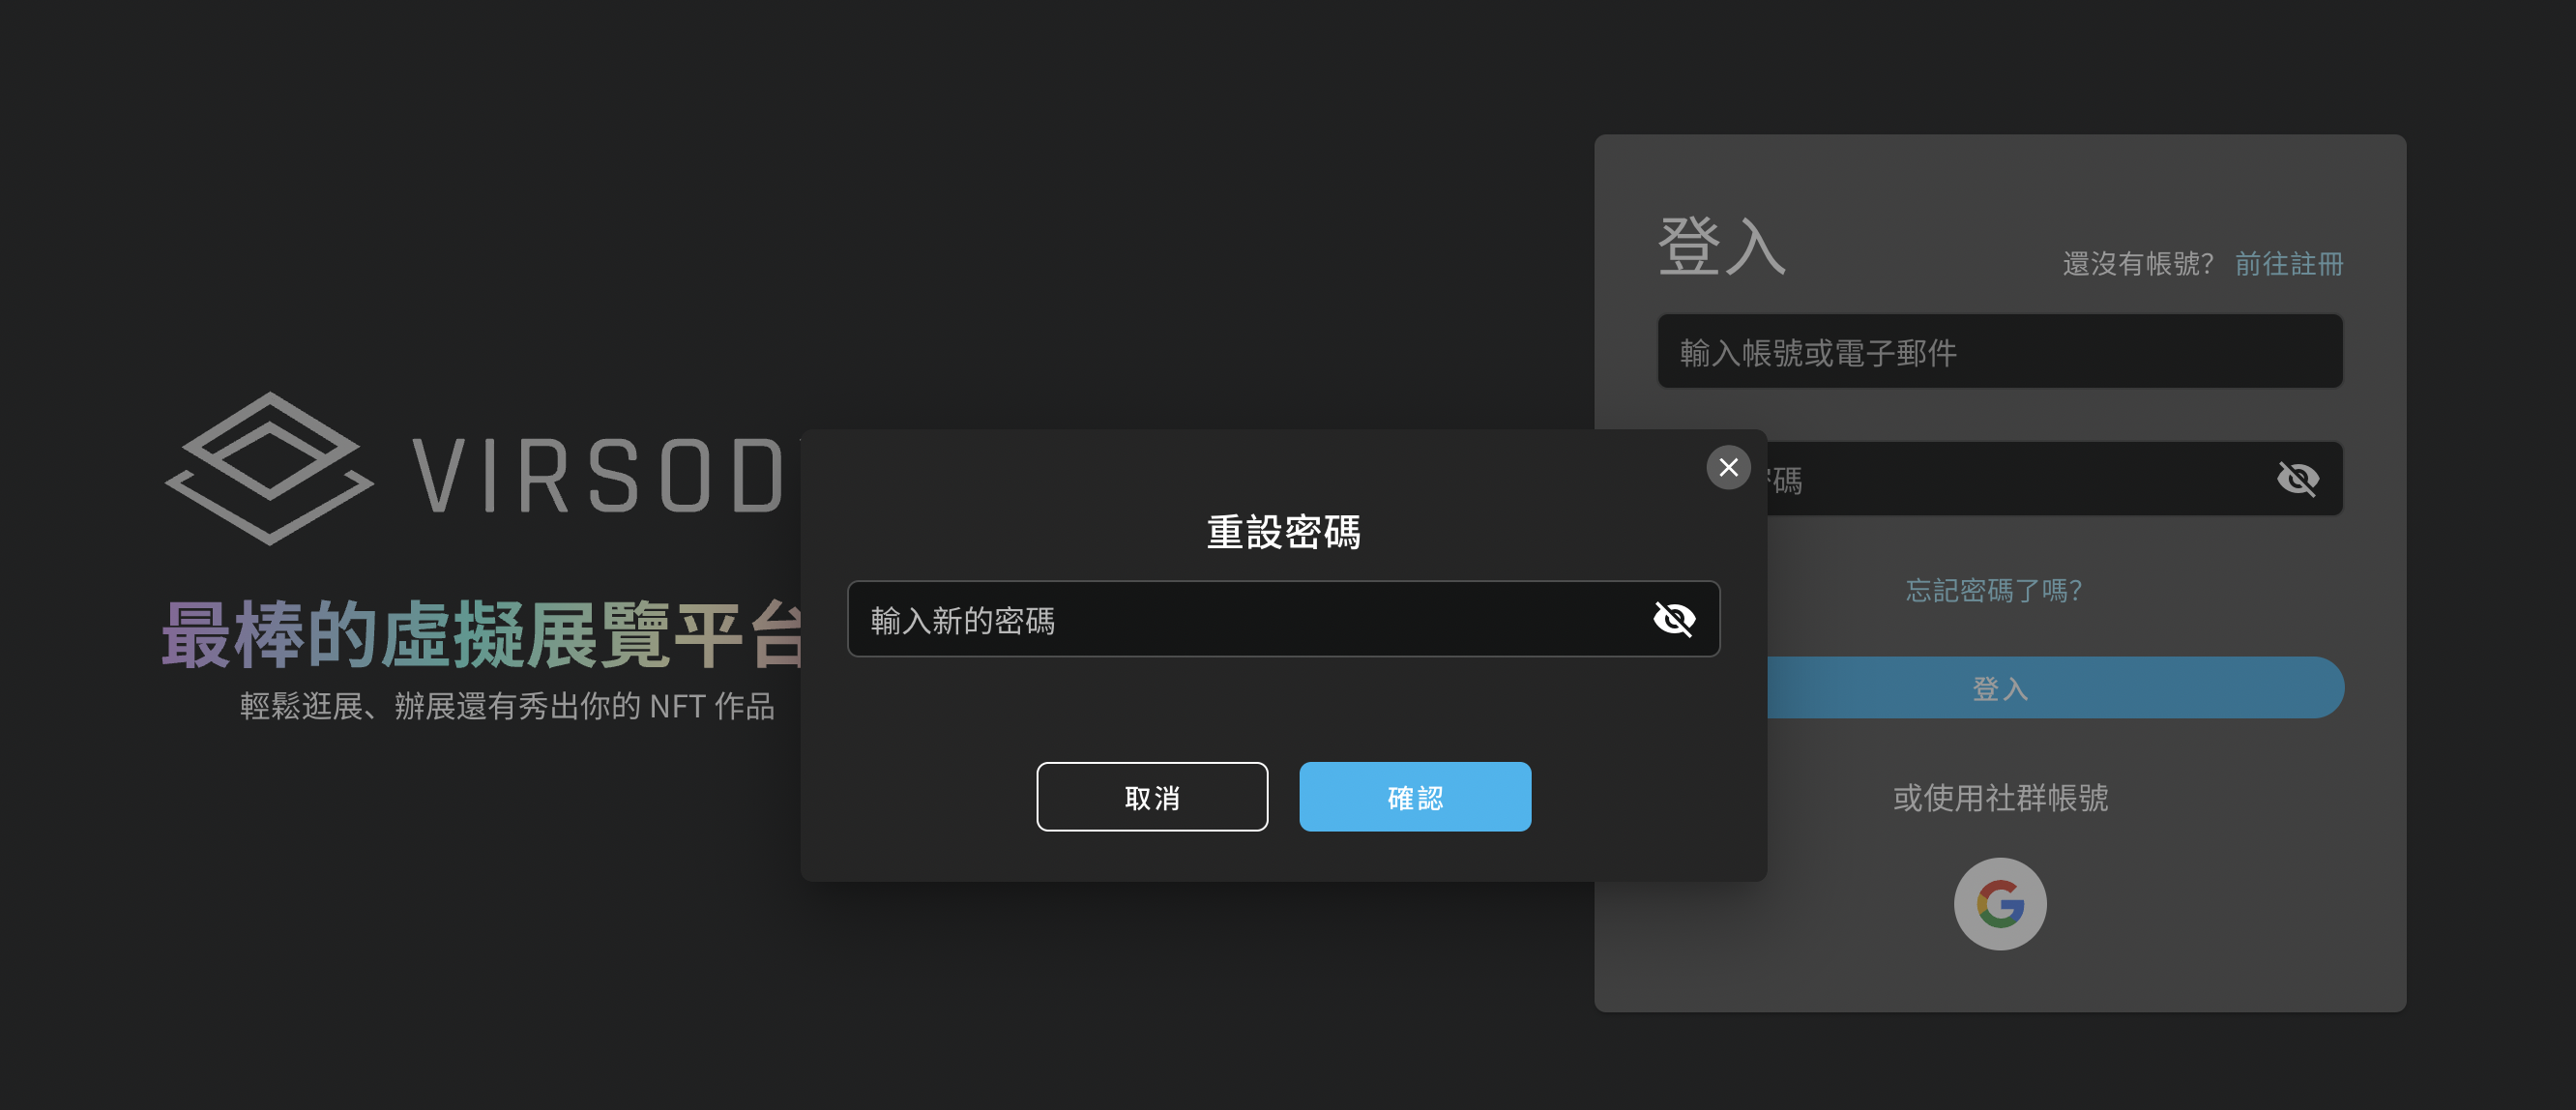 VIRSOD
最棒的虛擬展覽平台
輕鬆逛展、辦展還有秀出你的 NFT 作品
重設密碼
輸入新的密碼
取消
確認
登入
還沒有帳號？ 前往註冊
輸入帳號或電子郵件
碼
忘記密碼了嗎？
登入
或使用社群帳號